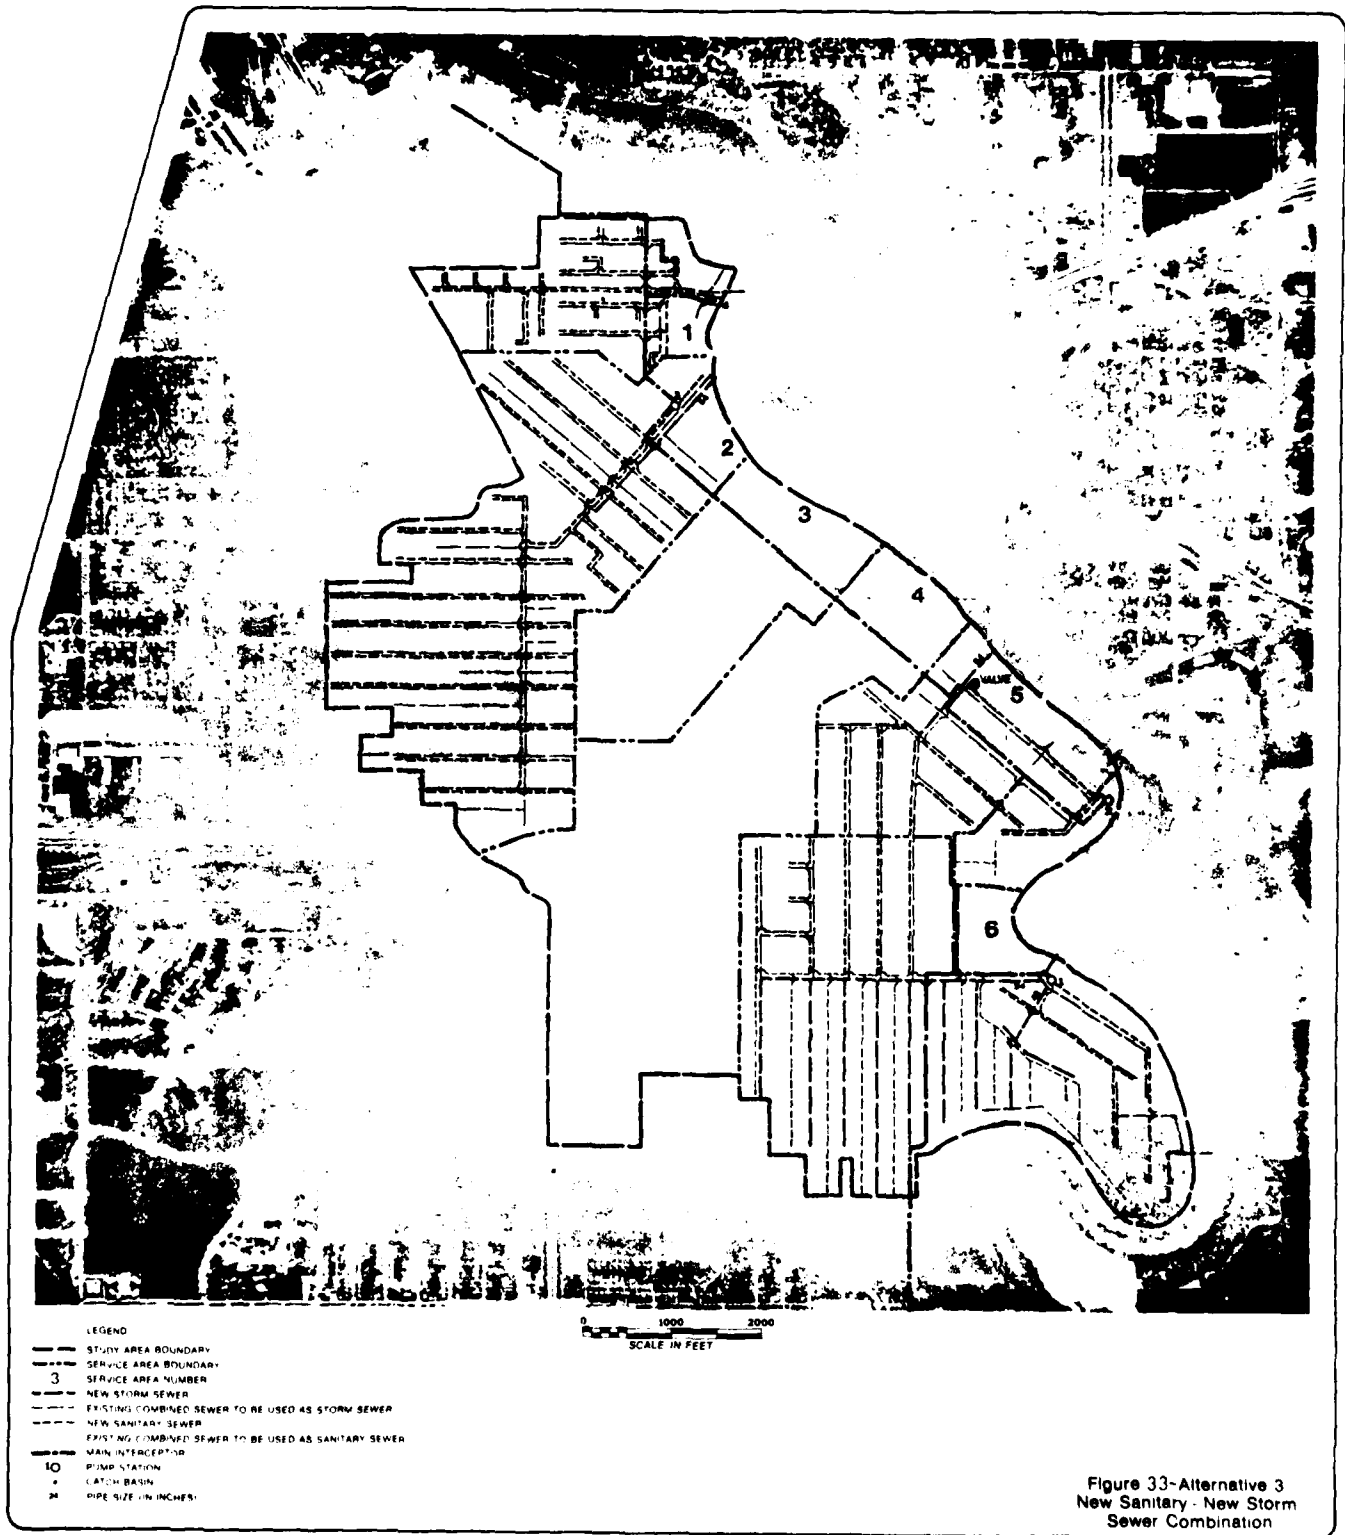 1
2
3
4
VALVE
5
6
0 1000 2000
SCALE IN FEET
LEGEND
STUDY AREA BOUNDARY
SERVICE AREA BOUNDARY
3 SERVICE AREA NUMBER
NEW STORM SEWER
EXISTING COMBINED SEWER TO BE USED AS STORM SEWER
NEW SANITARY SEWER
EXISTING COMBINED SEWER TO BE USED AS SANITARY SEWER
MAIN INTERCEPTOR
PUMP STATION
CATCH BASIN
24 PIPE SIZE (IN INCHES)
Figure 33-Alternative 3
New Sanitary - New Storm
Sewer Combination